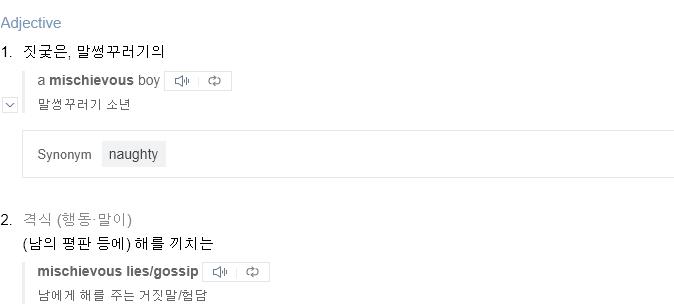 Adjective
1. 짓궂은, 말썽꾸러기의
a mischievous boy
말썽꾸러기 소년
Synonym naughty
2. 격식 (행동·말이)
(남의 평판 등에) 해를 끼치는
mischievous lies/gossip
남에게 해를 주는 거짓말/험담